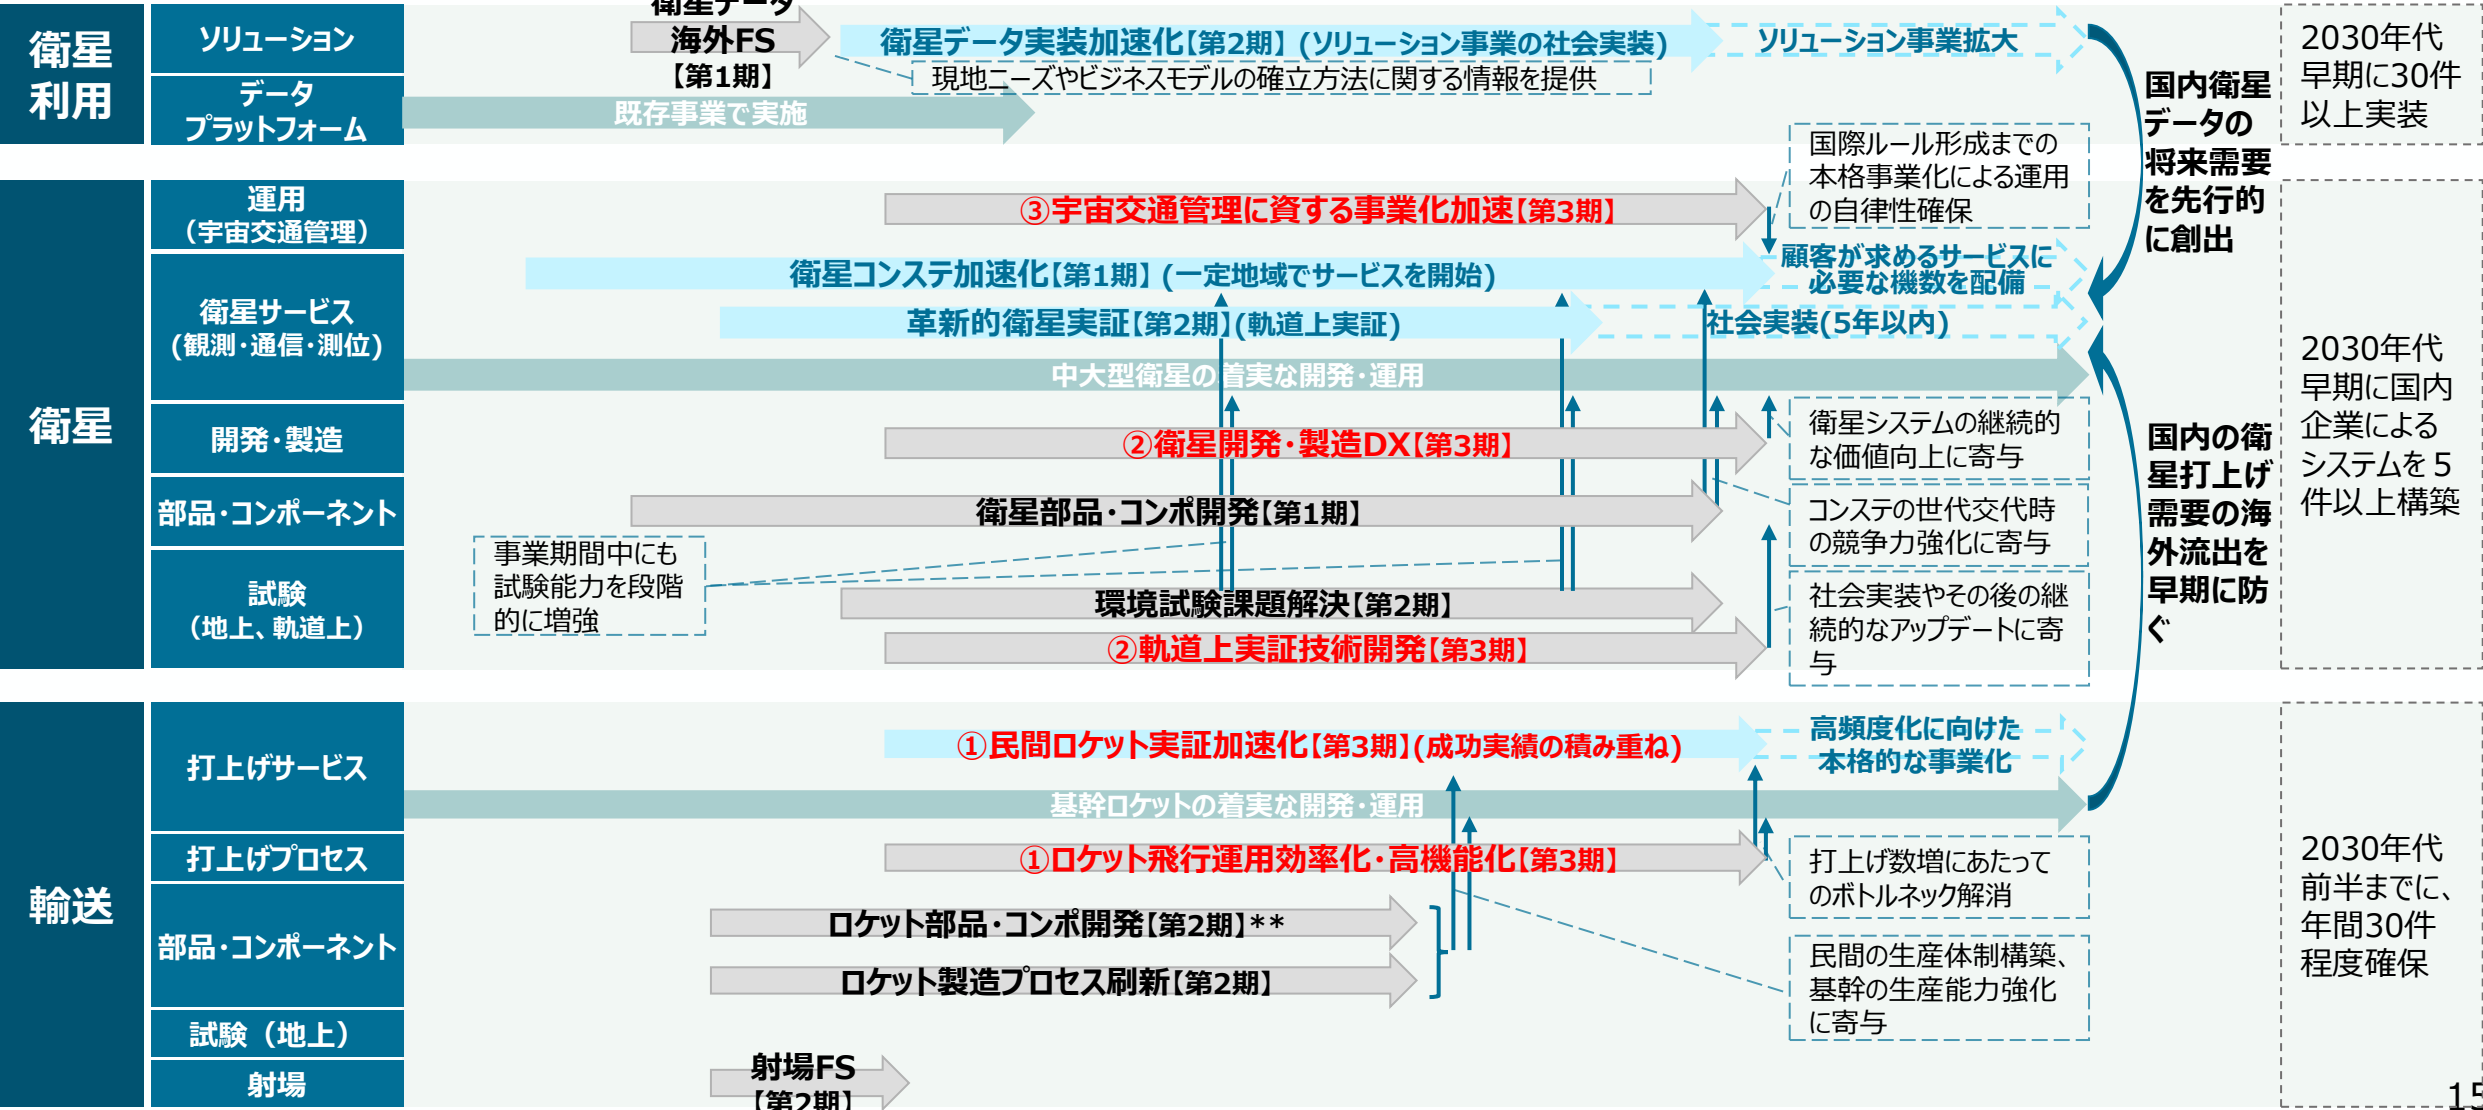 衛星
利用
ソリューション
データ
プラットフォーム
衛星データ
海外FS
【第1期】
衛星データ実装加速化【第2期】 (ソリューション事業の社会実装)
ソリューション事業拡大
現地ニーズやビジネスモデルの確立方法に関する情報を提供
既存事業で実施
国内衛星
データの
将来需要
を先行的
に創出
2030年代
早期に30件
以上実装
衛星
運用
（宇宙交通管理）
③宇宙交通管理に資する事業化加速【第3期】
国際ルール形成までの
本格事業化による運用
の自律性確保
衛星サービス
(観測・通信・測位)
衛星コンステ加速化【第1期】 (一定地域でサービスを開始)
顧客が求めるサービスに
必要な機数を配備
革新的衛星実証【第2期】(軌道上実証)
社会実装(5年以内)
中大型衛星の着実な開発・運用
開発・製造
②衛星開発・製造DX【第3期】
衛星システムの継続的
な価値向上に寄与
部品・コンポーネント
衛星部品・コンポ開発【第1期】
コンステの世代交代時
の競争力強化に寄与
試験
（地上、軌道上）
事業期間中にも
試験能力を段階
的に増強
環境試験課題解決【第2期】
②軌道上実証技術開発【第3期】
社会実装やその後の継
続的なアップデートに寄
与
国内の衛
星打上げ
需要の海
外流出を
早期に防
ぐ
2030年代
早期に国内
企業による
システムを５
件以上構築
輸送
打上げサービス
①民間ロケット実証加速化【第3期】(成功実績の積み重ね)
高頻度化に向けた
本格的な事業化
基幹ロケットの着実な開発・運用
打上げプロセス
①ロケット飛行運用効率化・高機能化【第3期】
打上げ数増にあたって
のボトルネック解消
部品・コンポーネント
ロケット部品・コンポ開発【第2期】**
ロケット製造プロセス刷新【第2期】
民間の生産体制構築、
基幹の生産能力強化
に寄与
試験（地上）
射場
射場FS
【第2期】
2030年代
前半までに、
年間30件
程度確保
15